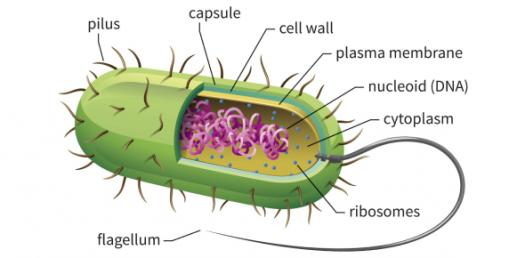 capsule
pilus
cell wall
plasma membrane
nucleoid (DNA)
cytoplasm
ribosomes
flagellum